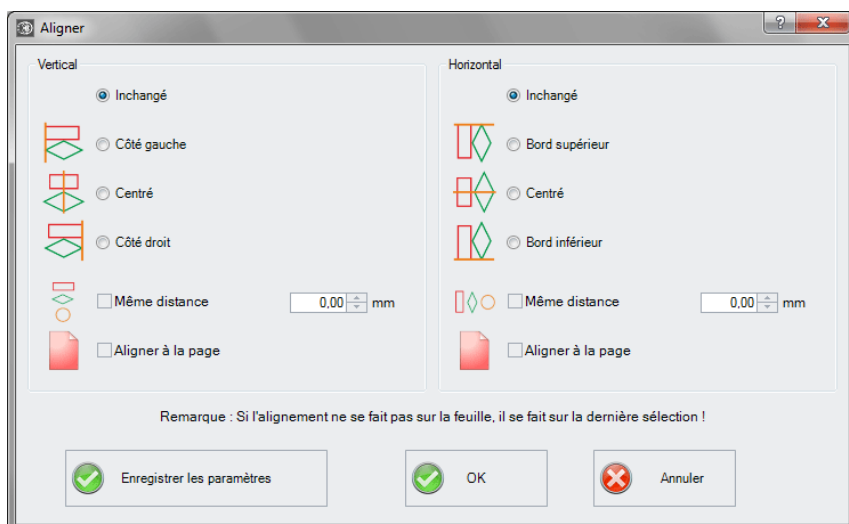 Aligner
?
X
Vertical
Inchangé
Côté gauche
Centré
Côté droit
Même distance 0,00 mm
Aligner à la page
Horizontal
Inchangé
Bord supérieur
Centré
Bord inférieur
Même distance 0,00 mm
Aligner à la page
Remarque : Si l'alignement ne se fait pas sur la feuille, il se fait sur la dernière sélection !
Enregistrer les paramètres
OK
Annuler